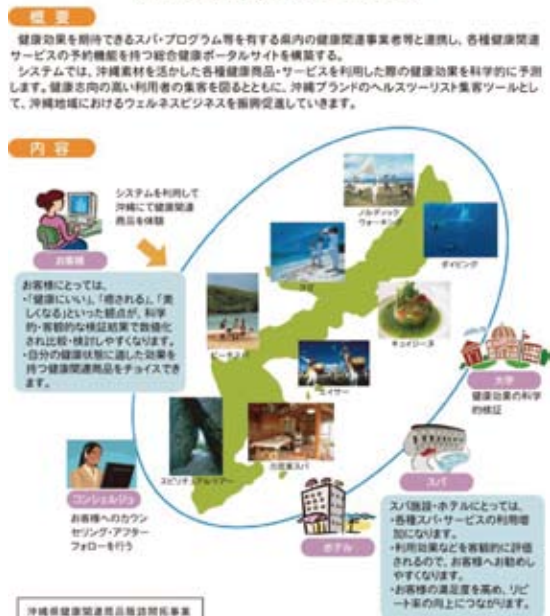 概要
健康効果を期待できるスパ・プログラム等を有する県内の健康関連事業者等と連携し、各種健康関連
サービスの予約機能を持つ総合健康ポータルサイトを構築する。
システムでは、沖縄素材を活かした各種健康商品・サービスを利用した際の健康効果を科学的に予測
します。健康志向の高い利用者の集客を図るとともに、沖縄ブランドのヘルスツーリスト集客ツールとし
て、沖縄地域におけるウェルネスビジネスを振興促進していきます。
内容
システムを利用して
沖縄にて健康関連
商品を体験
お客様
お客様にとっては、
・「健康にいい」、「癒される」、「美
しくなる」といった観点が、科学
的・客観的な検証結果で数値化
され比較・検討しやすくなります。
・自分の健康状態に適した効果を
持つ健康関連商品をチョイスでき
ます。
ノルディック
ウォーキング
ダイビング
ヨガ
キュイジーヌ
ビーチヨガ
エイサー
スピリチュアルツアー
古民家スパ
大学
健康効果の科学
的検証
スパ
コンシェルジュ
お客様へのカウン
セリング・アフター
フォローを行う
ホテル
スパ施設・ホテルにとっては、
・各種スパ・サービスの利用増
加になります。
・利用効果などを客観的に評価
されるので、お客様へお勧めし
やすくなります。
・お客様の満足度を高め、リピ
ート率の向上につながります。
沖縄県健康関連商品販路開拓事業